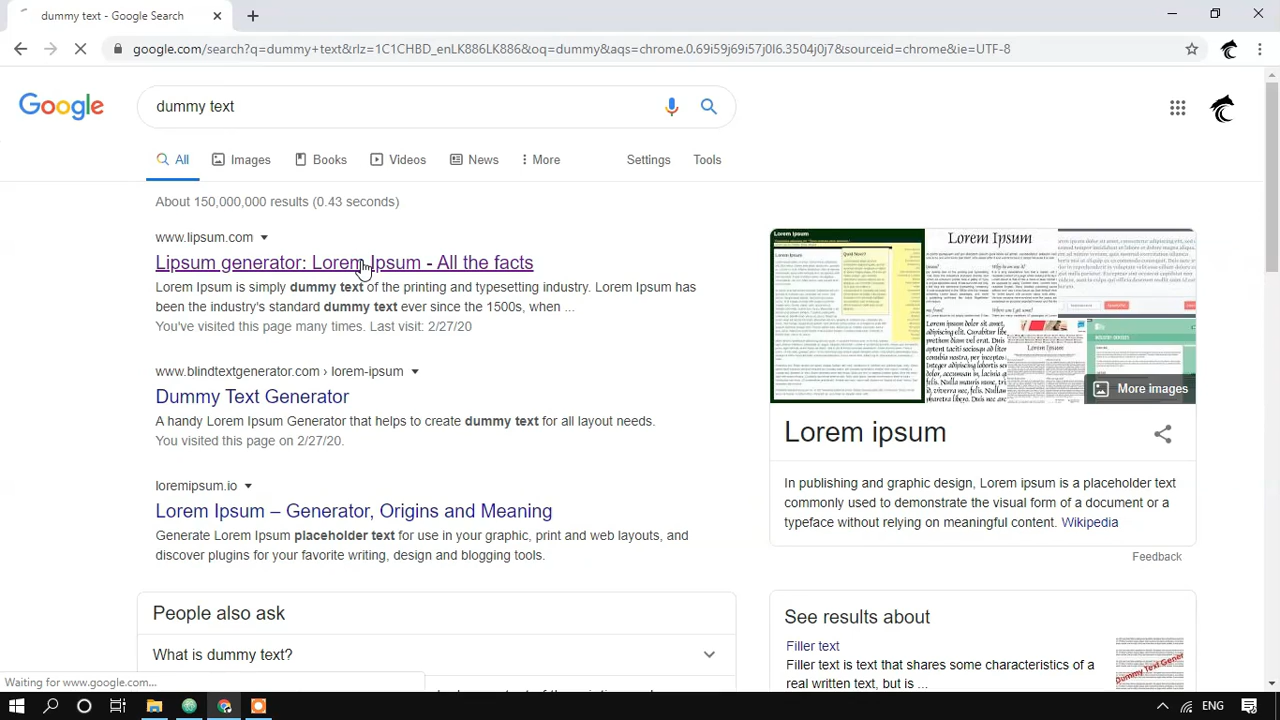 dummy text - Google Search
google.com/search?q=dummy+text&rlz=1C1CHBD_enLK886LK886&oq=dummy&aqs=chrome.0.69i59j69i57j0l6.3504j0j7&sourceid=chrome&ie=UTF-8
Google
dummy text
All
Images
Books
Videos
News
More
Settings
Tools
About 150,000,000 results (0.43 seconds)
www.lipsum.com
Lipsum generator: Lorem Ipsum - All the facts
Lorem Ipsum is simply dummy text of the printing and typesetting industry. Lorem Ipsum has
been the industry's standard dummy text ever since the 1500s, when an ...
You've visited this page many times. Last visit: 2/27/20
www.blindtextgenerator.com › lorem-ipsum
Dummy Text Generator
A handy Lorem Ipsum Generator that helps to create dummy text for all layout needs.
You visited this page on 2/27/20.
loremipsum.io
Lorem Ipsum – Generator, Origins and Meaning
Generate Lorem Ipsum placeholder text for use in your graphic, print and web layouts, and
discover plugins for your favorite writing, design and blogging tools.
People also ask
What is dummy text?
Lorem Ipsum
More images
Lorem ipsum
In publishing and graphic design, Lorem ipsum is a placeholder text
commonly used to demonstrate the visual form of a document or a
typeface without relying on meaningful content. Wikipedia
Feedback
See results about
Filler text
Filler text is text that shares some characteristics of a
real written text, but ...
Waiting for www.google.com...
ENG